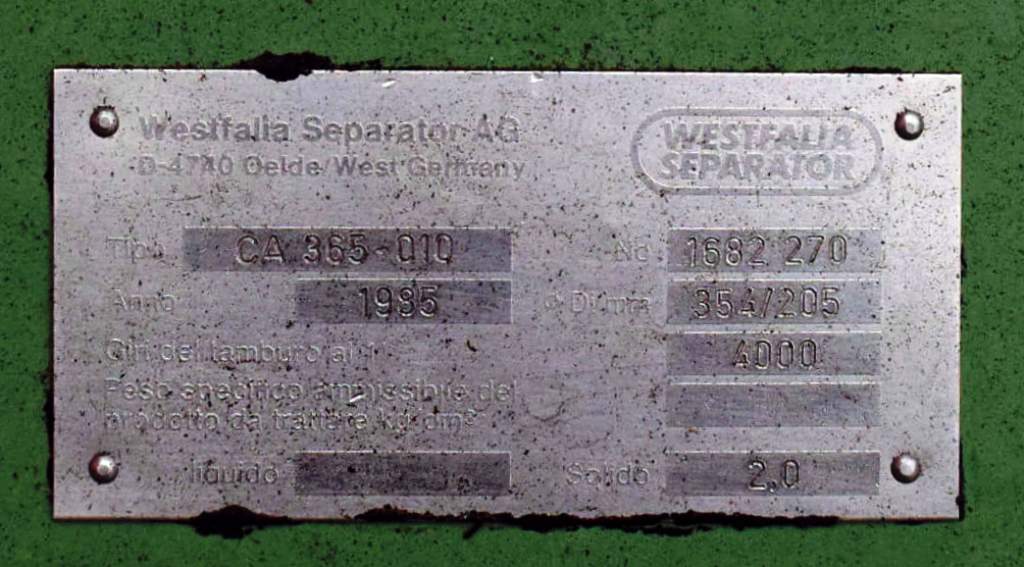 Westfalia Separator AG
D-4740 Oelde/West Germany
WESTFALIA
SEPARATOR
Tipo CA 365-010
No 1682 270
Anno 1985
354/205
Giri del tamburo al 1'
4000
Peso specifico ammissibile del
prodotto da trattare kg/dm³
liquido
Solido 2,0